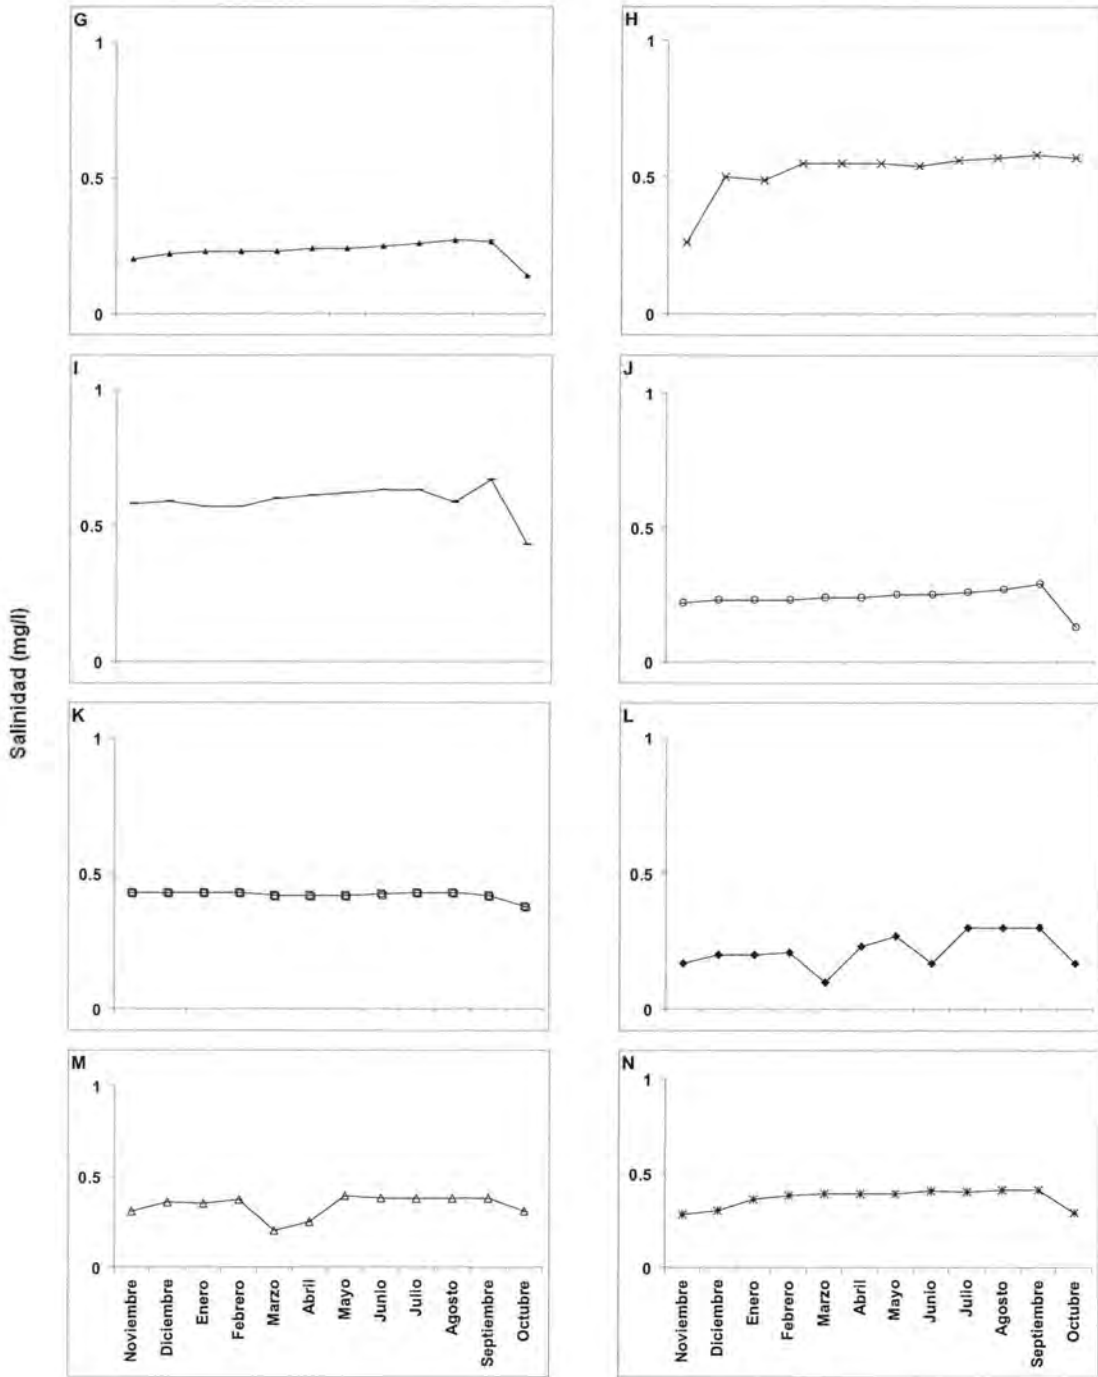 Salinidad (mg/l)
G
1
0.5
0
H
1
0.5
0
I
1
0.5
0
J
1
0.5
0
K
1
0.5
0
L
1
0.5
0
M
1
0.5
0
Noviembre
Diciembre
Enero
Febrero
Marzo
Abril
Mayo
Junio
Julio
Agosto
Septiembre
Octubre
N
1
0.5
0
Noviembre
Diciembre
Enero
Febrero
Marzo
Abril
Mayo
Junio
Julio
Agosto
Septiembre
Octubre